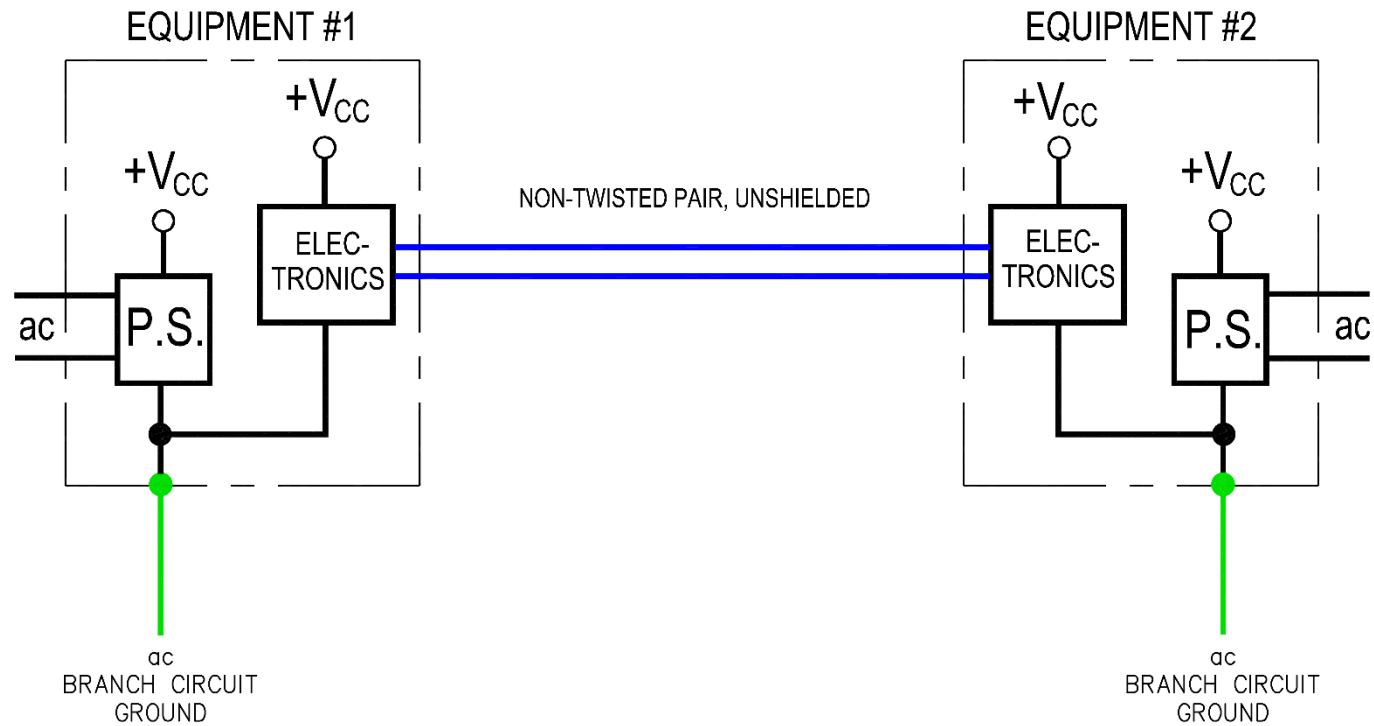 EQUIPMENT #1
EQUIPMENT #2
+VCC
+VCC
+VCC
+VCC
NON-TWISTED PAIR, UNSHIELDED
ELEC-
TRONICS
ELEC-
TRONICS
ac
P.S.
P.S.
ac
ac
BRANCH CIRCUIT
GROUND
ac
BRANCH CIRCUIT
GROUND